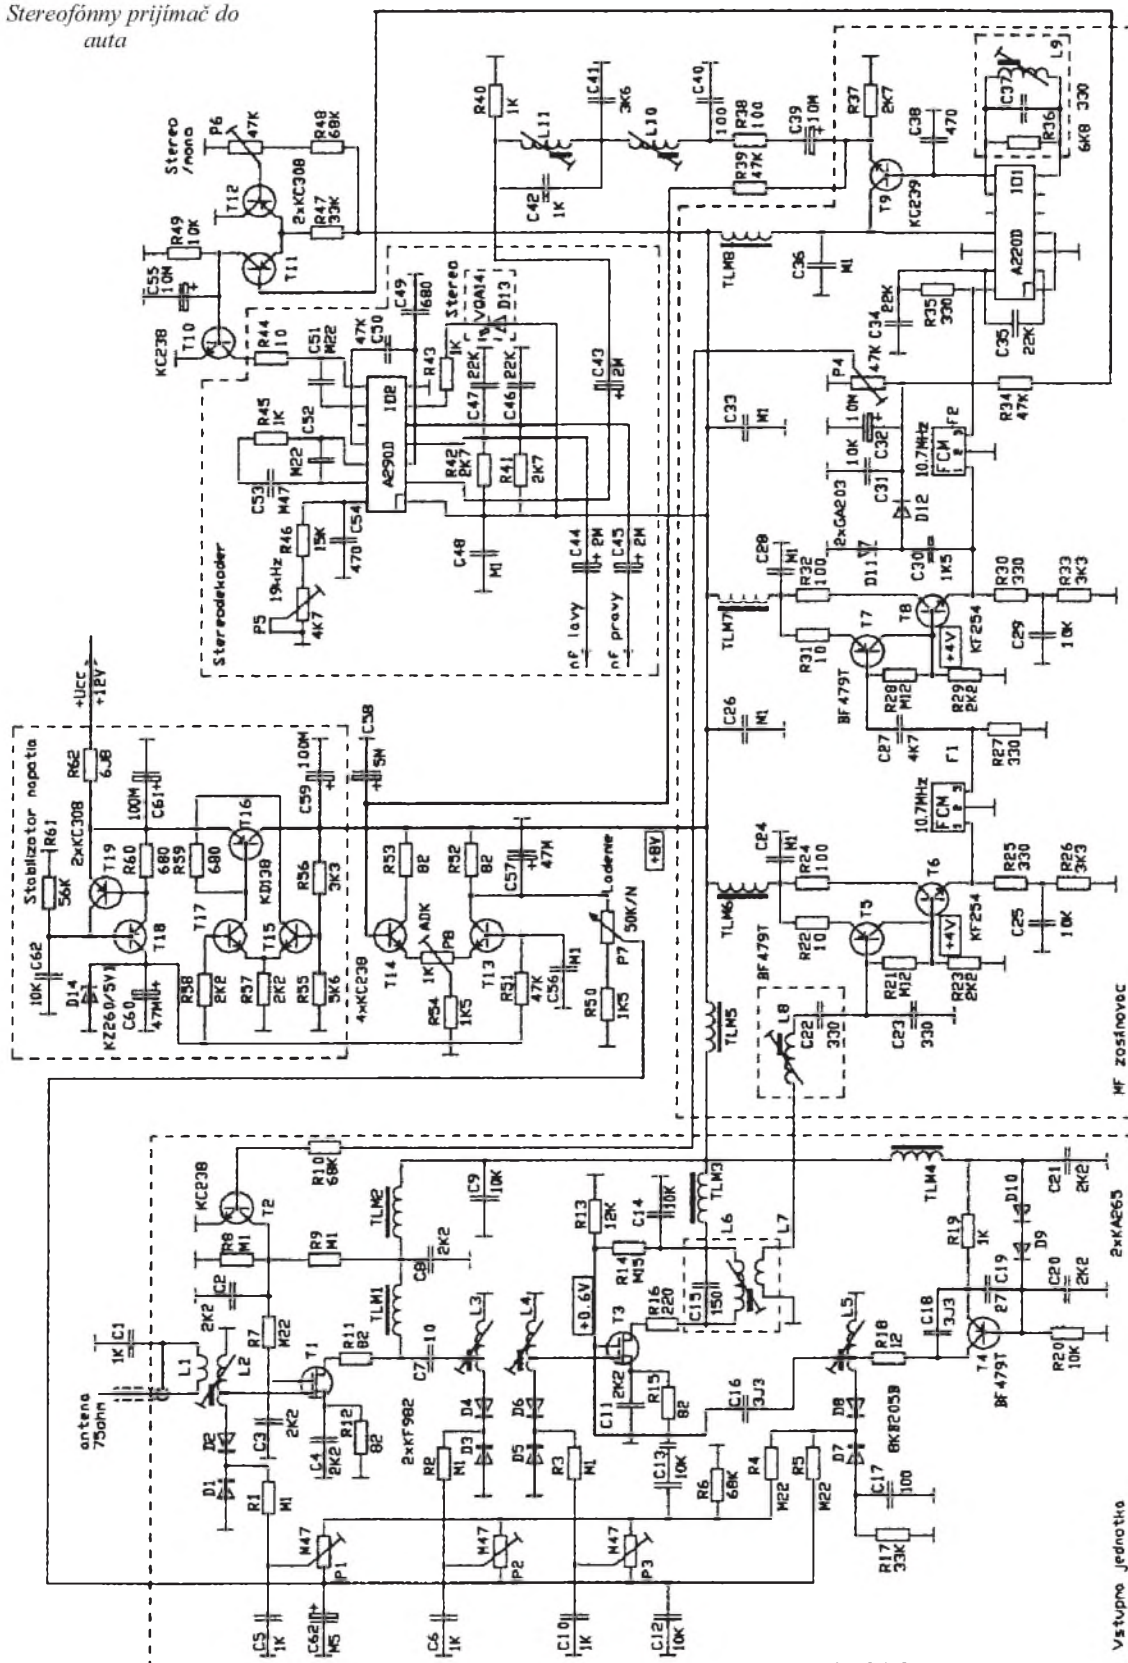 Stereofónny prijímač do
auta
Stereo
/mono
P6
47K
R48
68K
T12
2xKC308
R47
33K
R49
10K
C55
10M
T11
KC238
T10
R44
10
C51
M22
R45
1K
C52
M22
C53
M47
R46
15K
19kHz
P5
4K7
C54
470
A290D
IO2
47K
C50
C49
680
R43
1K
Stereo
VQA14
D13
C47
22K
C46
22K
R42
2K7
R41
2K7
C48
M1
C43
2M
C44
2M
C45
2M
nf lavy
nf pravy
Stereodekoder
R40
1K
L11
C42
1K
C41
3K6
L10
C40
100
R38
100
R39
47K
C39
10M
R37
2K7
T9
KC239
C38
470
L9
C37
330
R36
6K8
IO1
A220D
TLM8
C36
M1
C34
22K
R35
330
C35
22K
P4
47K
R34
47K
C33
M1
10M
C32
10K
C31
2xGA203
D12
D11
C30
1K5
10.7MHz
FCM
F2
C28
M1
R32
100
TLM7
R31
10
T7
T8
BF479T
KF254
+4V
R28
M12
R29
2K2
R30
330
R33
3K3
C29
10K
C26
M1
C27
4K7
F1
R27
330
10.7MHz
FCM
C24
M1
R24
100
TLM6
R22
10
T5
T6
BF479T
KF254
+4V
R21
M12
R23
2K2
R25
330
R26
3K3
C25
10K
TLM5
L8
C22
330
C23
330
MF zosilnovac
+Ucc
+12V
Stabilizator napatia
R61
56K
R62
6J8
2xKC308
T19
100M
C61
R60
680
R59
680
T16
KD138
C62
10K
D14
KZ260/5V1
T18
C60
47M
T17
T15
R58
2K2
R57
2K2
R56
3K3
R55
5K6
C59
100M
C58
5M
4xKC238
T14
R53
82
R52
82
ADK
P8
1K
T13
R54
1K5
R51
47K
C57
47M
C56
M1
Ladenie
50K/N
P7
R50
1K5
+8V
antena
75ohm
C1
1K
L1
L2
C2
2K2
R8
M1
KC238
T2
R10
68K
R9
M1
R7
M22
D2
D1
R1
M1
C3
2K2
T1
C4
2K2
R12
82
R11
82
2xKF982
TLM2
TLM1
C8
2K2
C9
10K
C7
10
L3
L4
D4
D3
D6
D5
R2
M1
R3
M1
P1
M47
P2
M47
P3
M47
C5
1K
C62
M5
C6
1K
C10
1K
C12
10K
R13
12K
+0.6V
R14
M15
C14
10K
T3
R16
220
C15
150
L6
L7
TLM3
C11
2K2
R15
82
C13
10K
C16
3J3
R6
68K
R4
M22
R5
M22
L5
R18
12
D8
D7
8KB205B
C17
100
R17
33K
C18
3J3
C19
27
T4
BF479T
R19
1K
R20
10K
TLM4
D10
D9
C20
2K2
C21
2K2
2xKA265
Vstupna jednotka